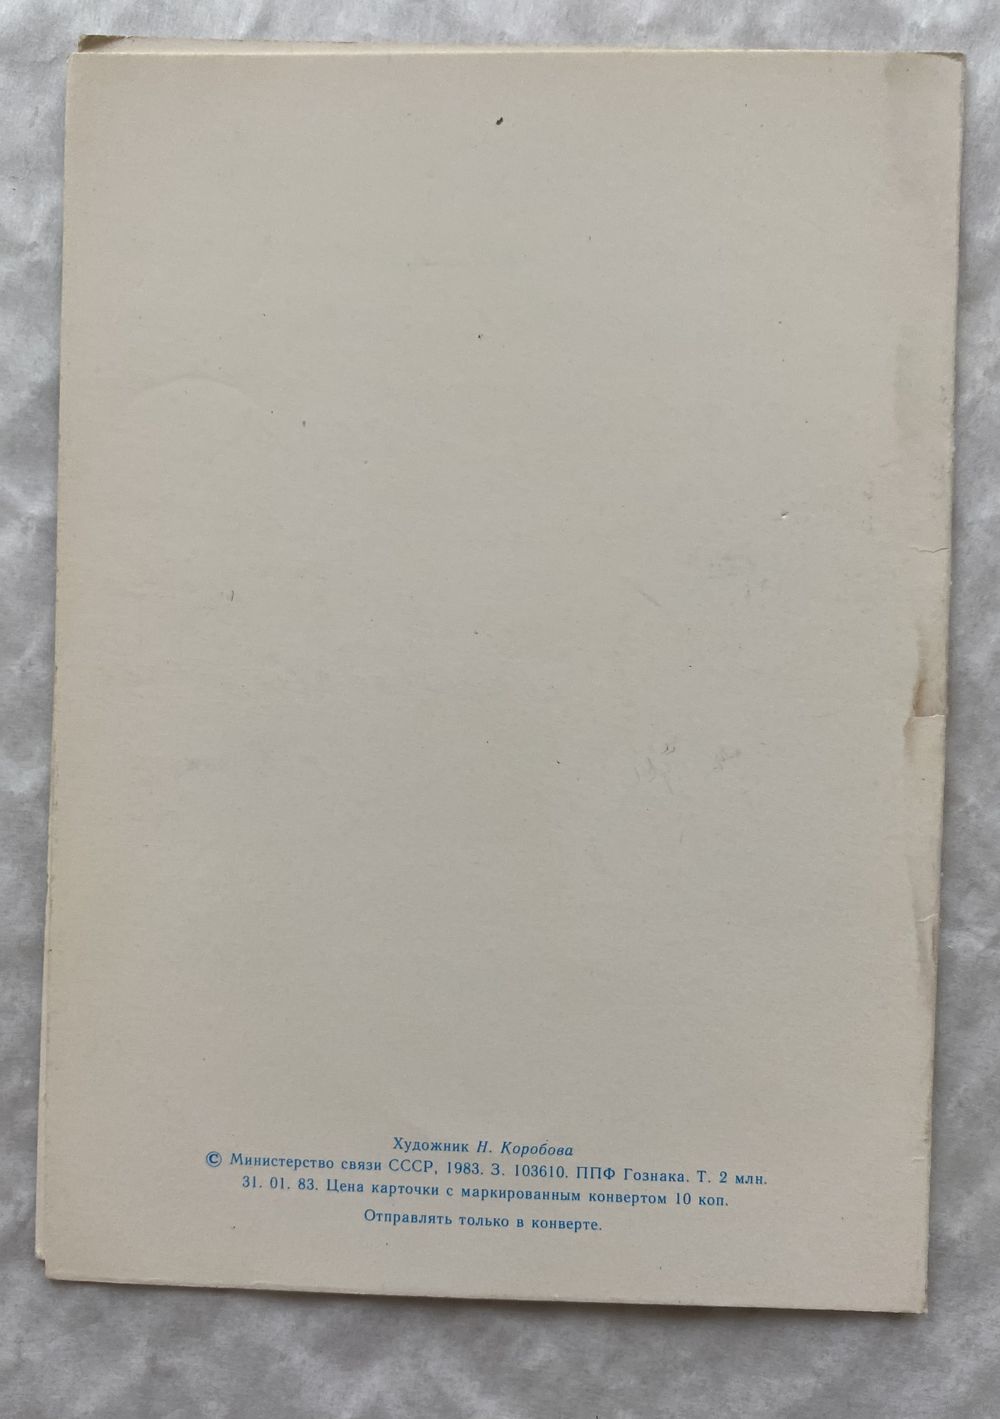 Художник Н. Коробова
© Министерство связи СССР, 1983. З. 103610. ППФ Гознака. Т. 2 млн.
31. 01. 83. Цена карточки с маркированным конвертом 10 коп.
Отправлять только в конверте.